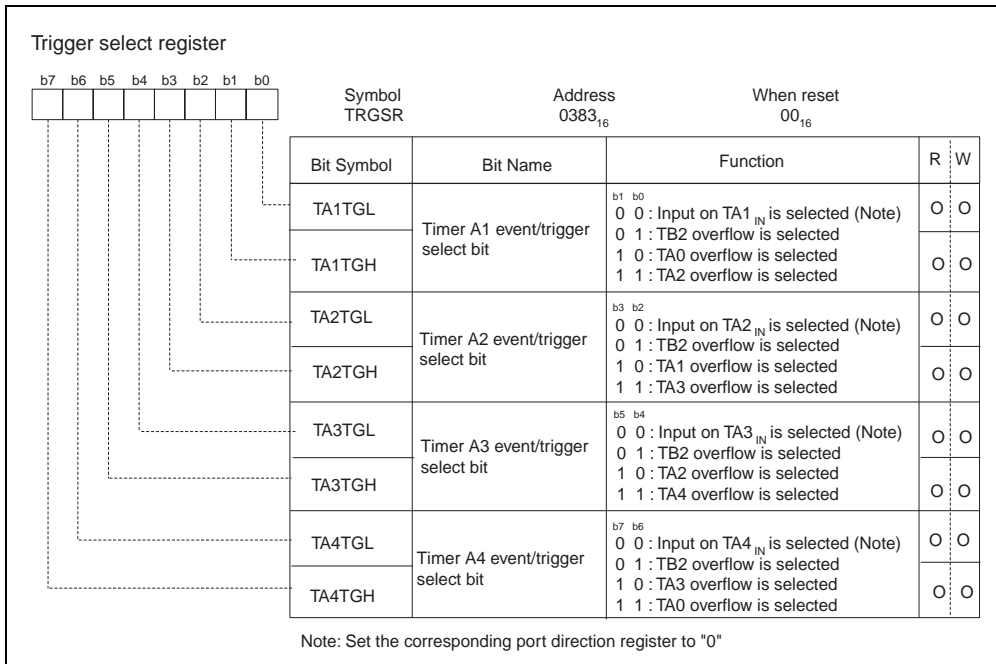 Trigger select register
b7 b6 b5 b4 b3 b2 b1 b0
Symbol Address When reset
TRGSR 0383₁₆ 00₁₆
Bit Symbol Bit Name Function R W
TA1TGL O O
TA1TGH O O
Timer A1 event/trigger
select bit
b1 b0
0 0 : Input on TA1 IN is selected (Note)
0 1 : TB2 overflow is selected
1 0 : TA0 overflow is selected
1 1 : TA2 overflow is selected
TA2TGL O O
TA2TGH O O
Timer A2 event/trigger
select bit
b3 b2
0 0 : Input on TA2 IN is selected (Note)
0 1 : TB2 overflow is selected
1 0 : TA1 overflow is selected
1 1 : TA3 overflow is selected
TA3TGL O O
TA3TGH O O
Timer A3 event/trigger
select bit
b5 b4
0 0 : Input on TA3 IN is selected (Note)
0 1 : TB2 overflow is selected
1 0 : TA2 overflow is selected
1 1 : TA4 overflow is selected
TA4TGL O O
TA4TGH O O
Timer A4 event/trigger
select bit
b7 b6
0 0 : Input on TA4 IN is selected (Note)
0 1 : TB2 overflow is selected
1 0 : TA3 overflow is selected
1 1 : TA0 overflow is selected
Note: Set the corresponding port direction register to "0"